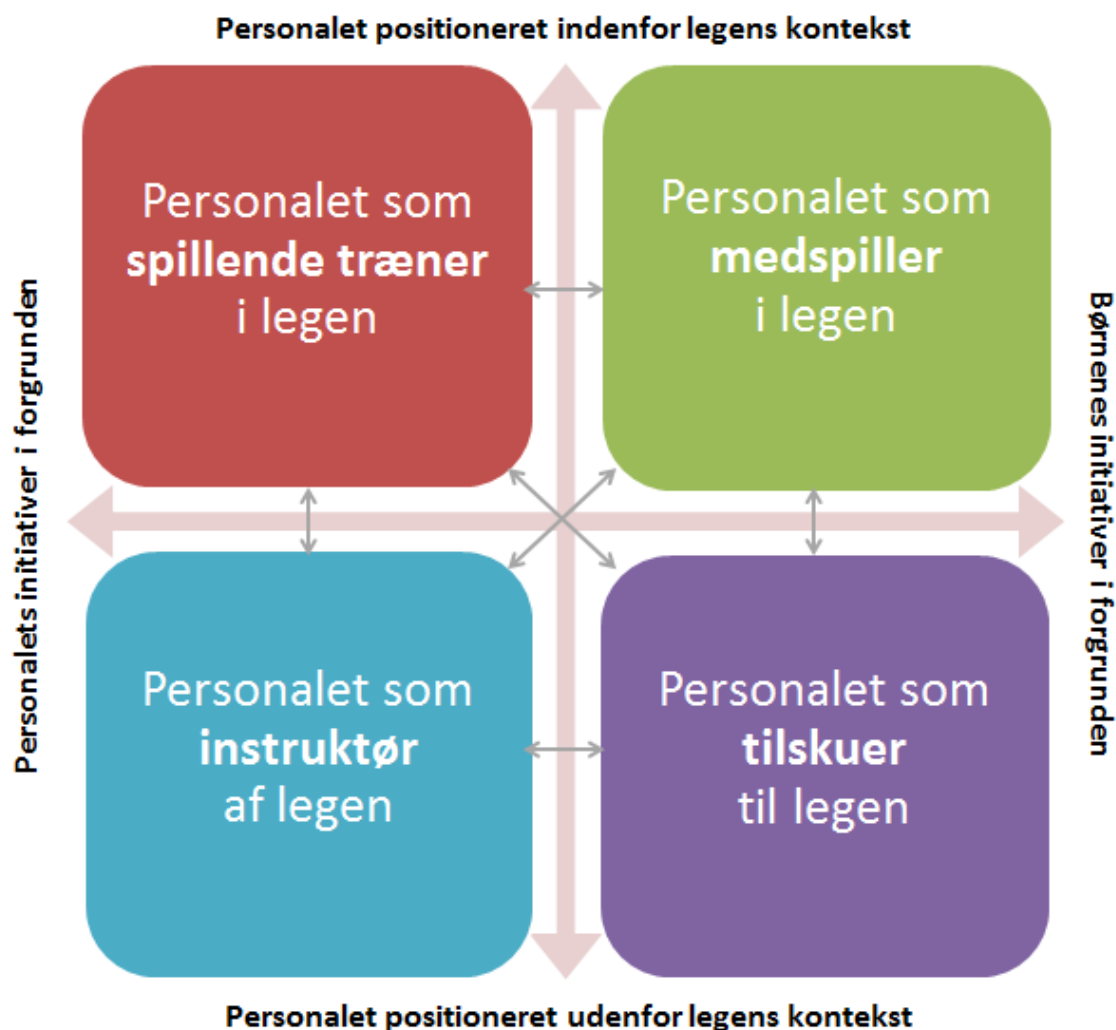 Personalet positioneret indenfor legens kontekst
Personalets initiativer i forgrunden
Personalet som
spillende træner
i legen
Personalet som
medspiller
i legen
Børnenes initiativer i forgrunden
Personalet som
instruktør
af legen
Personalet som
tilskuer
til legen
Personalet positioneret udenfor legens kontekst